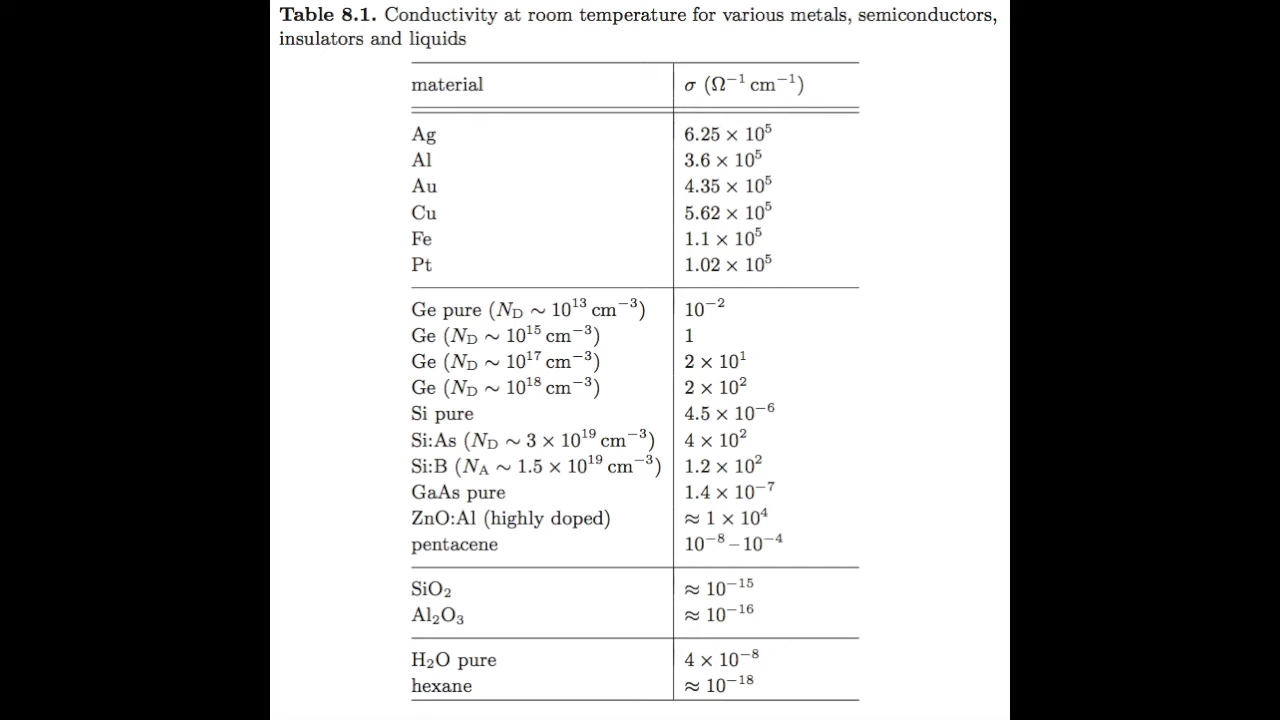 Table 8.1. Conductivity at room temperature for various metals, semiconductors,
insulators and liquids
material σ (Ω⁻¹ cm⁻¹)
Ag 6.25 × 10⁵
Al 3.6 × 10⁵
Au 4.35 × 10⁵
Cu 5.62 × 10⁵
Fe 1.1 × 10⁵
Pt 1.02 × 10⁵
Ge pure (N_D ∼ 10¹³ cm⁻³) 10⁻²
Ge (N_D ∼ 10¹⁵ cm⁻³) 1
Ge (N_D ∼ 10¹⁷ cm⁻³) 2 × 10¹
Ge (N_D ∼ 10¹⁸ cm⁻³) 2 × 10²
Si pure 4.5 × 10⁻⁶
Si:As (N_D ∼ 3 × 10¹⁹ cm⁻³) 4 × 10²
Si:B (N_A ∼ 1.5 × 10¹⁹ cm⁻³) 1.2 × 10²
GaAs pure 1.4 × 10⁻⁷
ZnO:Al (highly doped) ≈ 1 × 10⁴
pentacene 10⁻⁸ – 10⁻⁴
SiO₂ ≈ 10⁻¹⁵
Al₂O₃ ≈ 10⁻¹⁶
H₂O pure 4 × 10⁻⁸
hexane ≈ 10⁻¹⁸